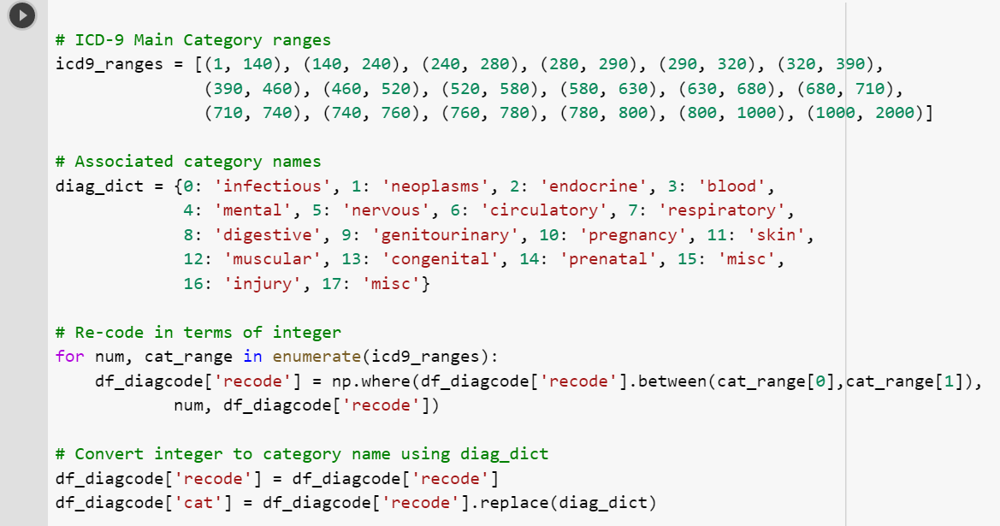 # ICD-9 Main Category ranges
icd9_ranges = [(1, 140), (140, 240), (240, 280), (280, 290), (290, 320), (320, 390),
(390, 460), (460, 520), (520, 580), (580, 630), (630, 680), (680, 710),
(710, 740), (740, 760), (760, 780), (780, 800), (800, 1000), (1000, 2000)]
# Associated category names
diag_dict = {0: 'infectious', 1: 'neoplasms', 2: 'endocrine', 3: 'blood',
4: 'mental', 5: 'nervous', 6: 'circulatory', 7: 'respiratory',
8: 'digestive', 9: 'genitourinary', 10: 'pregnancy', 11: 'skin',
12: 'muscular', 13: 'congenital', 14: 'prenatal', 15: 'misc',
16: 'injury', 17: 'misc'}
# Re-code in terms of integer
for num, cat_range in enumerate(icd9_ranges):
df_diagcode['recode'] = np.where(df_diagcode['recode'].between(cat_range[0],cat_range[1]),
num, df_diagcode['recode'])
# Convert integer to category name using diag_dict
df_diagcode['recode'] = df_diagcode['recode']
df_diagcode['cat'] = df_diagcode['recode'].replace(diag_dict)